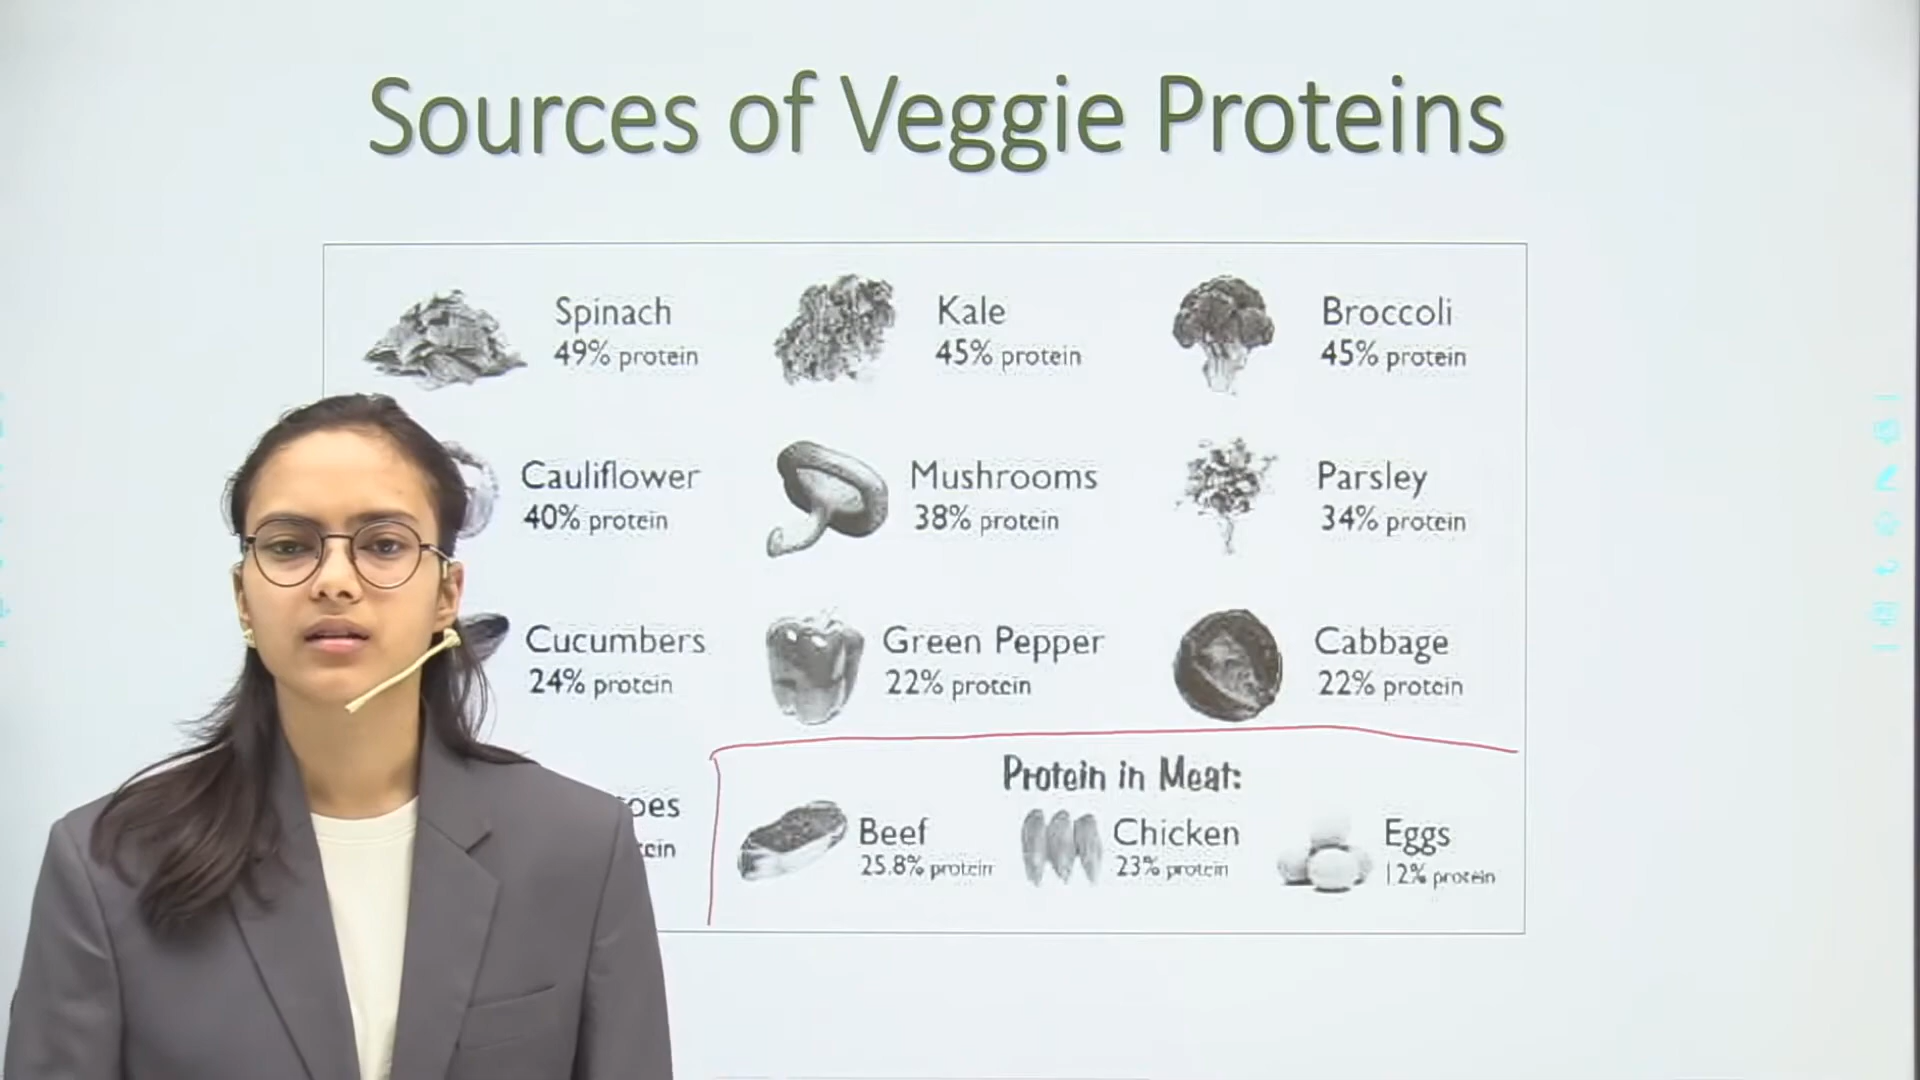 Sources of Veggie Proteins
Spinach
49% protein
Kale
45% protein
Broccoli
45% protein
Cauliflower
40% protein
Mushrooms
38% protein
Parsley
34% protein
Cucumbers
24% protein
Green Pepper
22% protein
Cabbage
22% protein
Protein in Meat:
Beef
25.8% protein
Chicken
23% protein
Eggs
12% protein